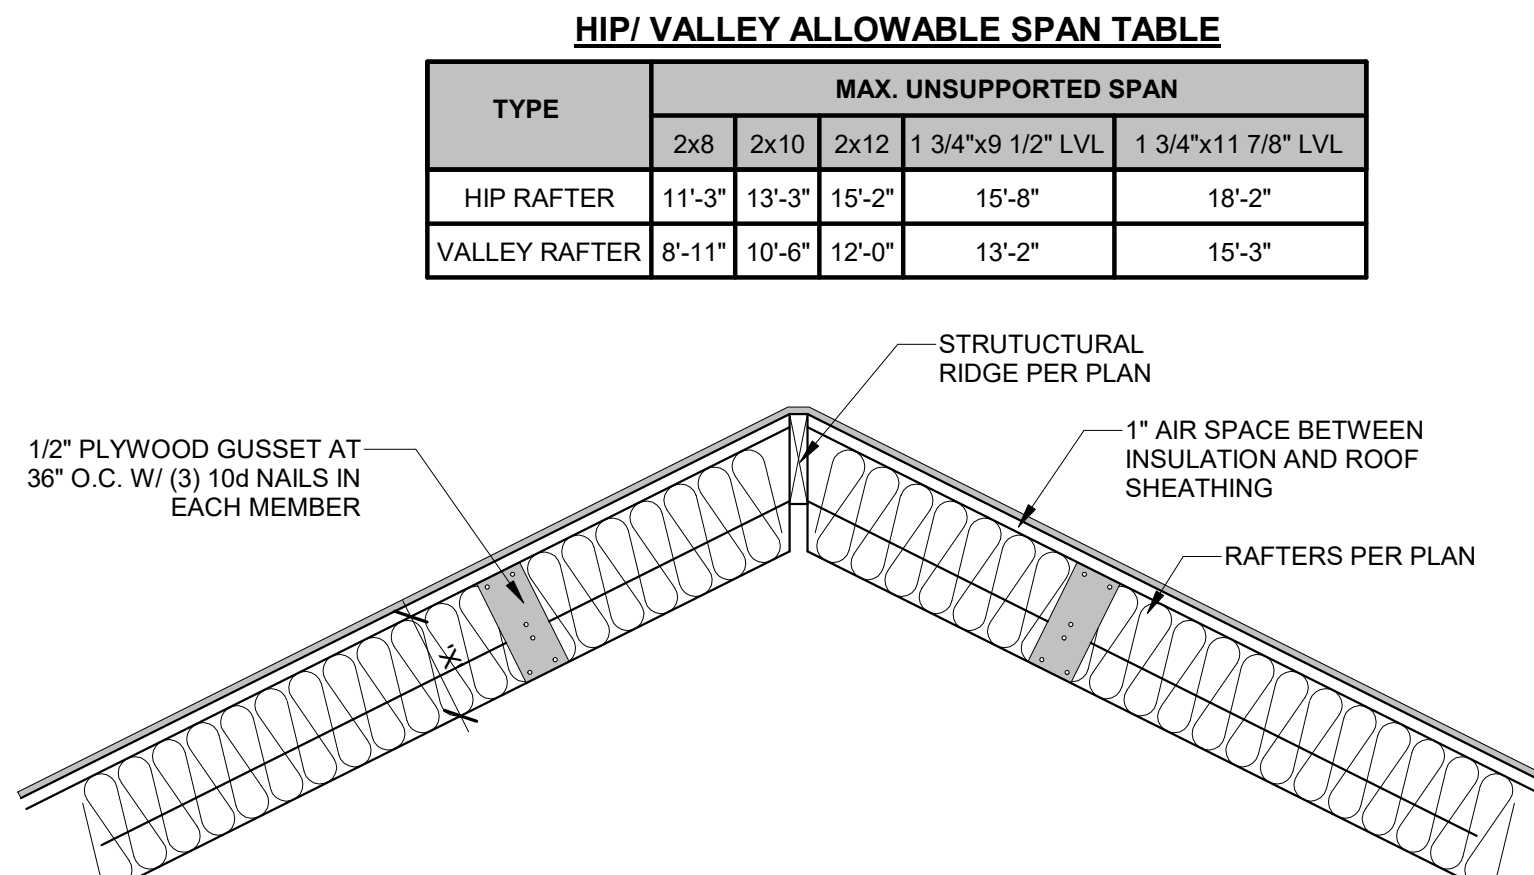 HIP/ VALLEY ALLOWABLE SPAN TABLE
TYPE
MAX. UNSUPPORTED SPAN
2x8 2x10 2x12 1 3/4"x9 1/2" LVL 1 3/4"x11 7/8" LVL
HIP RAFTER 11'-3" 13'-3" 15'-2" 15'-8" 18'-2"
VALLEY RAFTER 8'-11" 10'-6" 12'-0" 13'-2" 15'-3"
STRUTUCTURAL
RIDGE PER PLAN
1/2" PLYWOOD GUSSET AT
36" O.C. W/ (3) 10d NAILS IN
EACH MEMBER
1" AIR SPACE BETWEEN
INSULATION AND ROOF
SHEATHING
RAFTERS PER PLAN
'X'